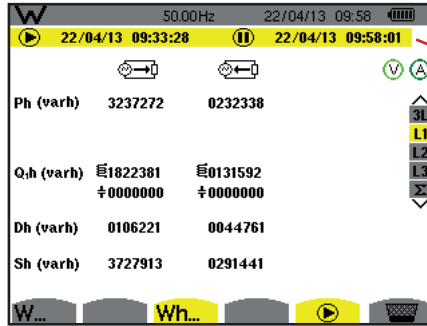 W 50.00Hz 22/04/13 09:58
22/04/13 09:33:28 22/04/13 09:58:01
V A
Ph (varh) 3237272 0232338
3L
L1
L2
Q₁h (varh) 1822381 0131592
L3
0000000 0000000
Σ
Dh (varh) 0106221 0044761
Sh (varh) 3727913 0291441
W... Wh...